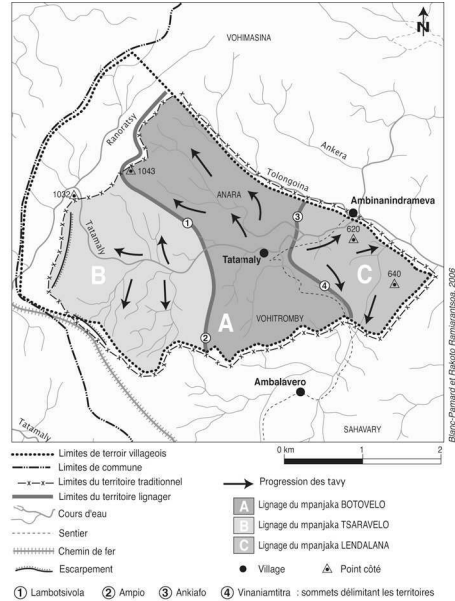 VOHIMASINA
N
Ranoratsy
Ankera
1043
Tolongoina
1032
ANARA
Ambinanindrameva
1
3
620
Tatamaly
Tatamaly
B
C
640
4
A
VOHITROMBY
2
Ambalavero
SAHAVARY
Tatamaly
Blanc-Pamard et Rakoto Ramiarantsoa, 2006
0 km 1 2
Limites de terroir villageois
Limites de commune
Limites du territoire traditionnel
Limites du territoire lignager
Cours d'eau
Sentier
Chemin de fer
Escarpement
Progression des tavy
A Lignage du mpanjaka BOTOVELO
B Lignage du mpanjaka TSARAVELO
C Lignage du mpanjaka LENDALANA
Village Point côté
1 Lambotsivola 2 Ampio 3 Ankiafo 4 Vinaniamtitra : sommets délimitant les territoires